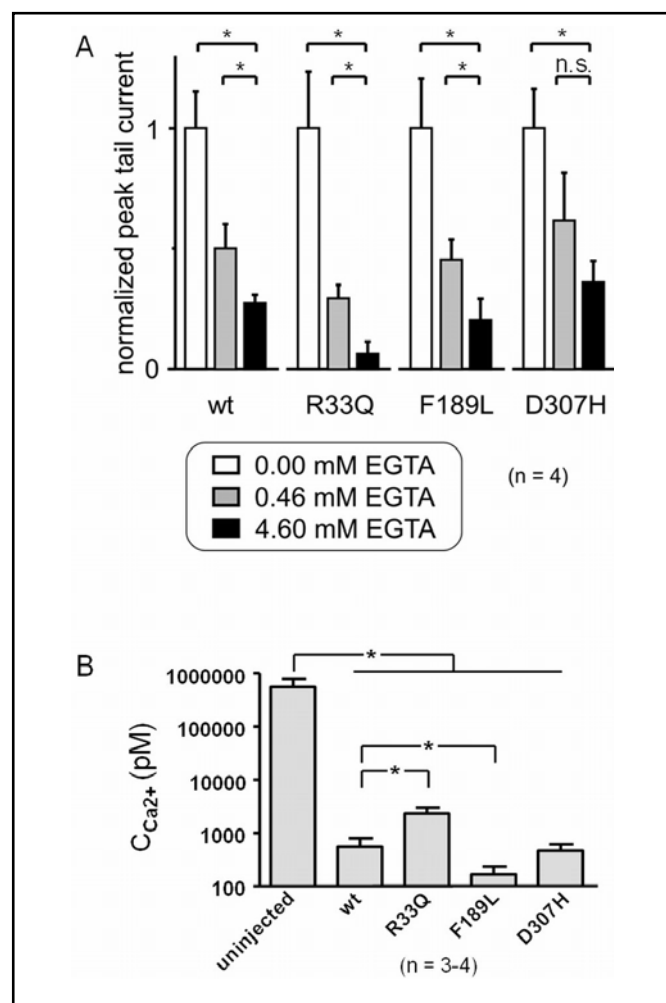 A
* * * *
* * * n.s.
normalized peak tail current
1
0
wt R33Q F189L D307H
0.00 mM EGTA
0.46 mM EGTA
4.60 mM EGTA
(n = 4)
B
*
*
*
C Ca2+ (pM)
1000000
100000
10000
1000
100
uninjected wt R33Q F189L D307H
(n = 3-4)